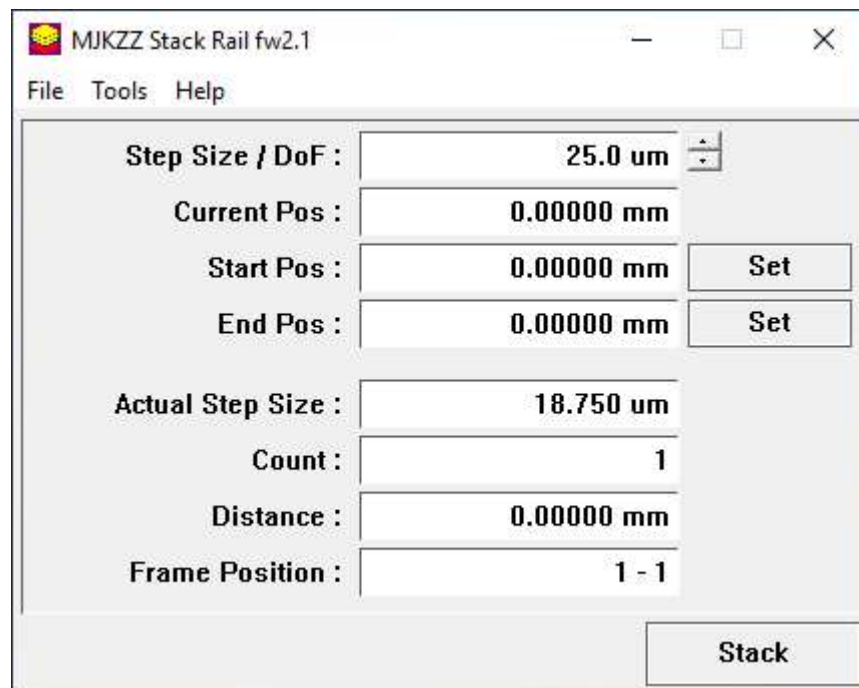 MJKZZ Stack Rail fw2.1
File Tools Help
Step Size / DoF : 25.0 um
Current Pos : 0.00000 mm
Start Pos : 0.00000 mm Set
End Pos : 0.00000 mm Set
Actual Step Size : 18.750 um
Count : 1
Distance : 0.00000 mm
Frame Position : 1 - 1
Stack